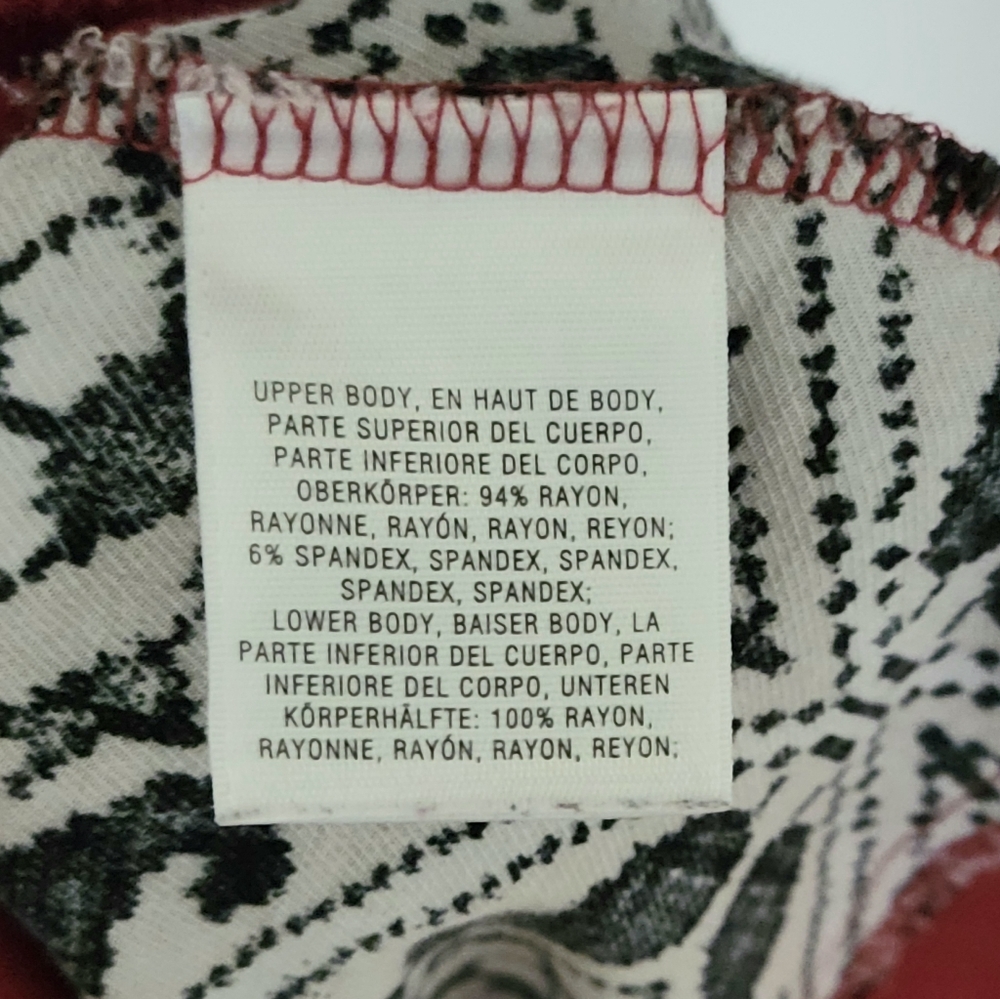 UPPER BODY, EN HAUT DE BODY,
PARTE SUPERIOR DEL CUERPO,
PARTE INFERIORE DEL CORPO,
OBERKÖRPER: 94% RAYON,
RAYONNE, RAYÓN, RAYON, REYON;
6% SPANDEX, SPANDEX, SPANDEX,
SPANDEX, SPANDEX;
LOWER BODY, BAISER BODY, LA
PARTE INFERIOR DEL CUERPO, PARTE
INFERIORE DEL CORPO, UNTEREN
KÖRPERHÄLFTE: 100% RAYON,
RAYONNE, RAYÓN, RAYON, REYON;